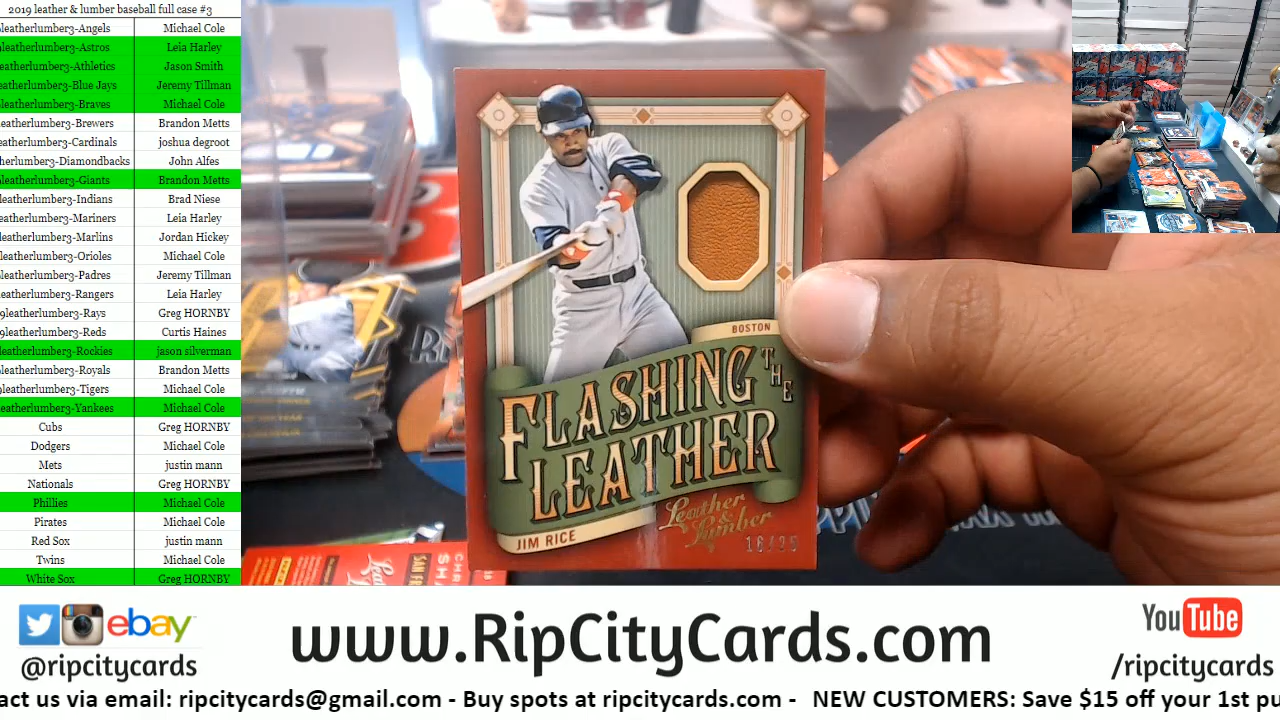 2019 leather & lumber baseball full case #3
leatherlumber3-Angels Michael Cole
leatherlumber3-Astros Leia Harley
leatherlumber3-Athletics Jason Smith
leatherlumber3-Blue Jays Jeremy Tillman
leatherlumber3-Braves Michael Cole
eatherlumber3-Brewers Brandon Metts
eatherlumber3-Cardinals joshua degroot
herlumber3-Diamondbacks John Alfes
leatherlumber3-Giants Brandon Metts
leatherlumber3-Indians Brad Niese
eatherlumber3-Mariners Leia Harley
leatherlumber3-Marlins Jordan Hickey
leatherlumber3-Orioles Michael Cole
leatherlumber3-Padres Jeremy Tillman
leatherlumber3-Rangers Leia Harley
9leatherlumber3-Rays Greg HORNBY
9leatherlumber3-Reds Curtis Haines
leatherlumber3-Rockies jason silverman
leatherlumber3-Royals Brandon Metts
9leatherlumber3-Tigers Michael Cole
eatherlumber3-Yankees Michael Cole
Cubs Greg HORNBY
Dodgers Michael Cole
Mets justin mann
Nationals Greg HORNBY
Phillies Michael Cole
Pirates Michael Cole
Red Sox justin mann
Twins Michael Cole
White Sox Greg HORNBY
BOSTON
FLASHING THE
LEATHER
Leather
&
Lumber
JIM RICE
ebay
@ripcitycards
www.RipCityCards.com
YouTube
/ripcitycards
act us via email: ripcitycards@gmail.com - Buy spots at ripcitycards.com - NEW CUSTOMERS: Save $15 off your 1st pu